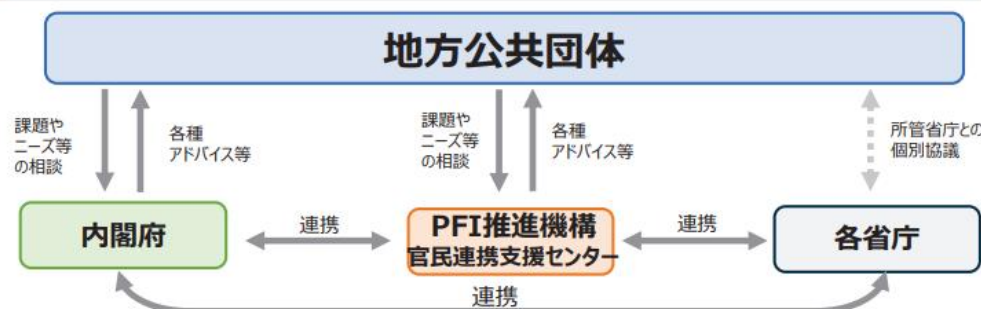 地方公共団体
課題や
ニーズ等
の相談
各種
アドバイス等
課題や
ニーズ等
の相談
各種
アドバイス等
所管省庁との
個別協議
内閣府
連携
PFI推進機構
官民連携支援センター
連携
各省庁
連携